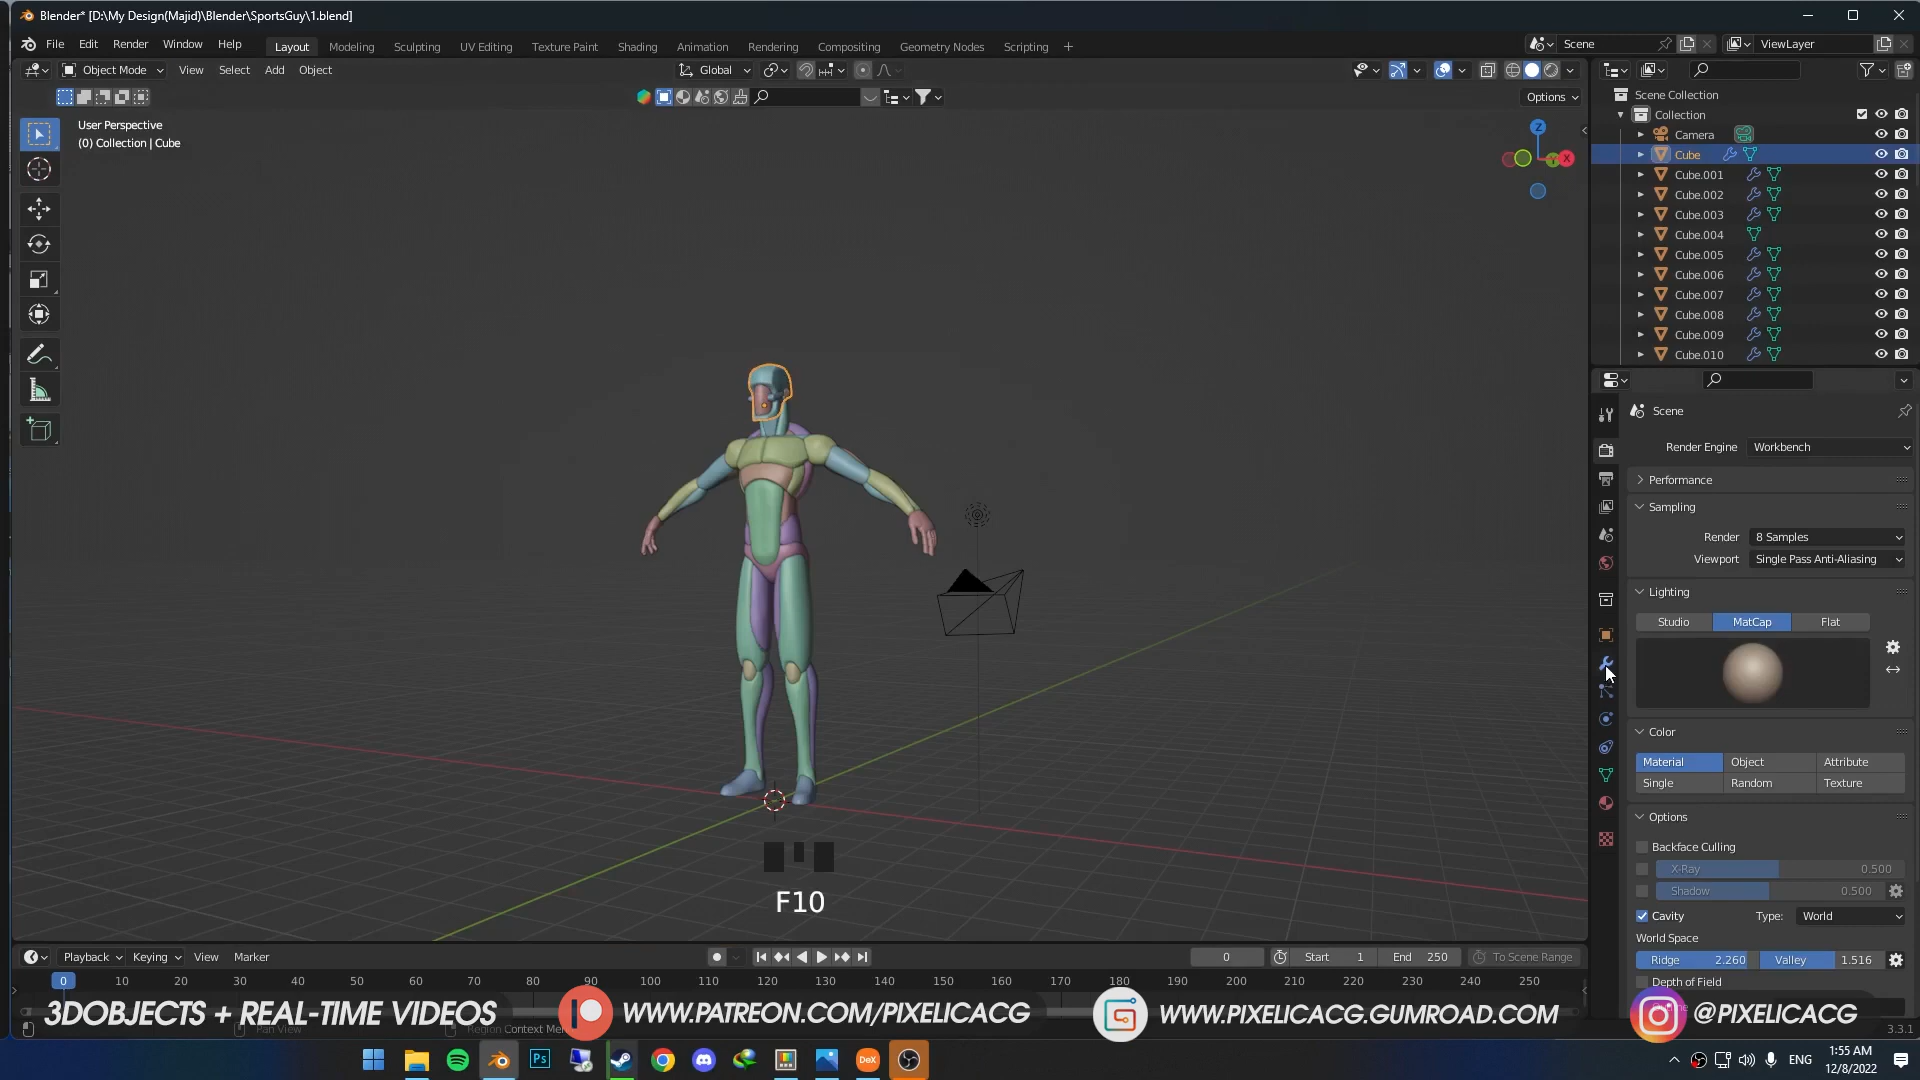 Blender* [D:\My Design(Majid)\Blender\SportsGuy\1.blend]
File Edit Render Window Help Layout Modeling Sculpting UV Editing Texture Paint Shading Animation Rendering Compositing Geometry Nodes Scripting + Scene ViewLayer
Object Mode View Select Add Object Global
Options
User Perspective
(0) Collection | Cube
Z
Y X
Scene Collection
Collection
Camera
Cube
Cube.001
Cube.002
Cube.003
Cube.004
Cube.005
Cube.006
Cube.007
Cube.008
Cube.009
Cube.010
Scene
Render Engine Workbench
Performance
Sampling
Render 8 Samples
Viewport Single Pass Anti-Aliasing
Lighting
Studio MatCap Flat
Color
Material Object Attribute
Single Random Texture
Options
Backface Culling
X-Ray 0.500
Shadow 0.500
Cavity Type: World
World Space
Ridge 2.260 Valley 1.516
Depth of Field
F10
Playback Keying View Marker 0 Start 1 End 250 To Scene Range
0 10 20 30 40 50 60 70 80 90 100 110 120 130 140 150 160 170 180 190 200 210 220 230 240 250
3DOBJECTS + REAL-TIME VIDEOS WWW.PATREON.COM/PIXELICACG WWW.PIXELICACG.GUMROAD.COM @PIXELICACG
Pan View Region Context Men 3.3.1
Ps DeX ENG 1:55 AM
12/8/2022